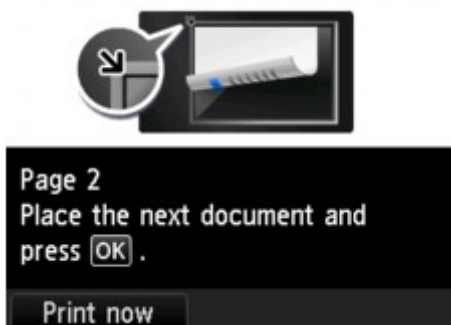 Page 2
Place the next document and
press OK .
Print now